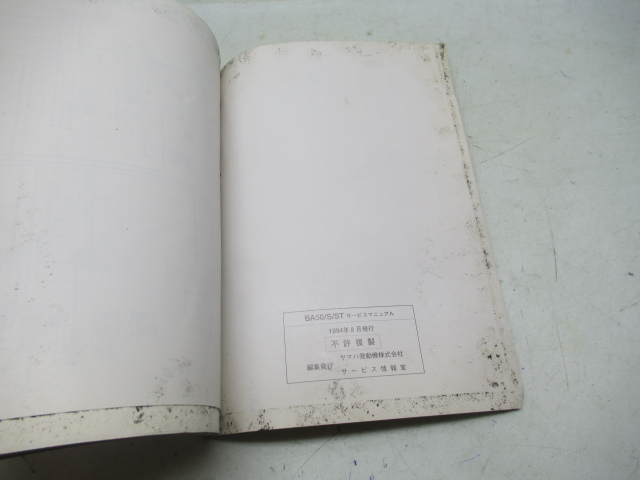 BA50/S/ST サービスマニュアル
1994年8月発行
不許複製
ヤマハ発動機株式会社
編集発行
サービス情報室